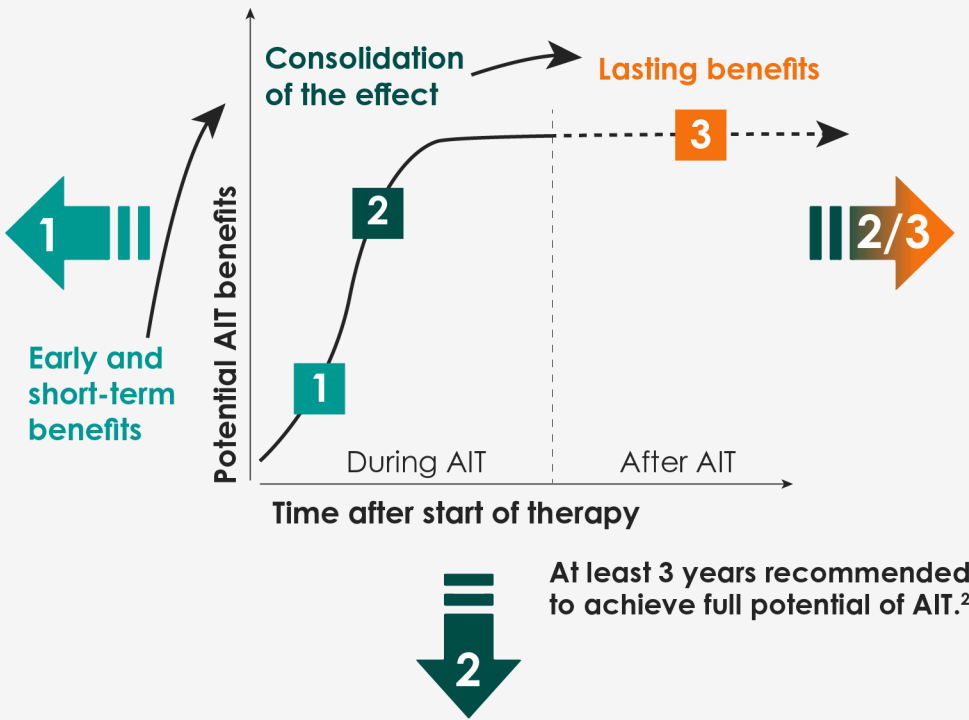 Consolidation
of the effect
Lasting benefits
3
1
2
2/3
Potential AIT benefits
Early and
short-term
benefits
1
During AIT
After AIT
Time after start of therapy
At least 3 years recommended
to achieve full potential of AIT.²
2